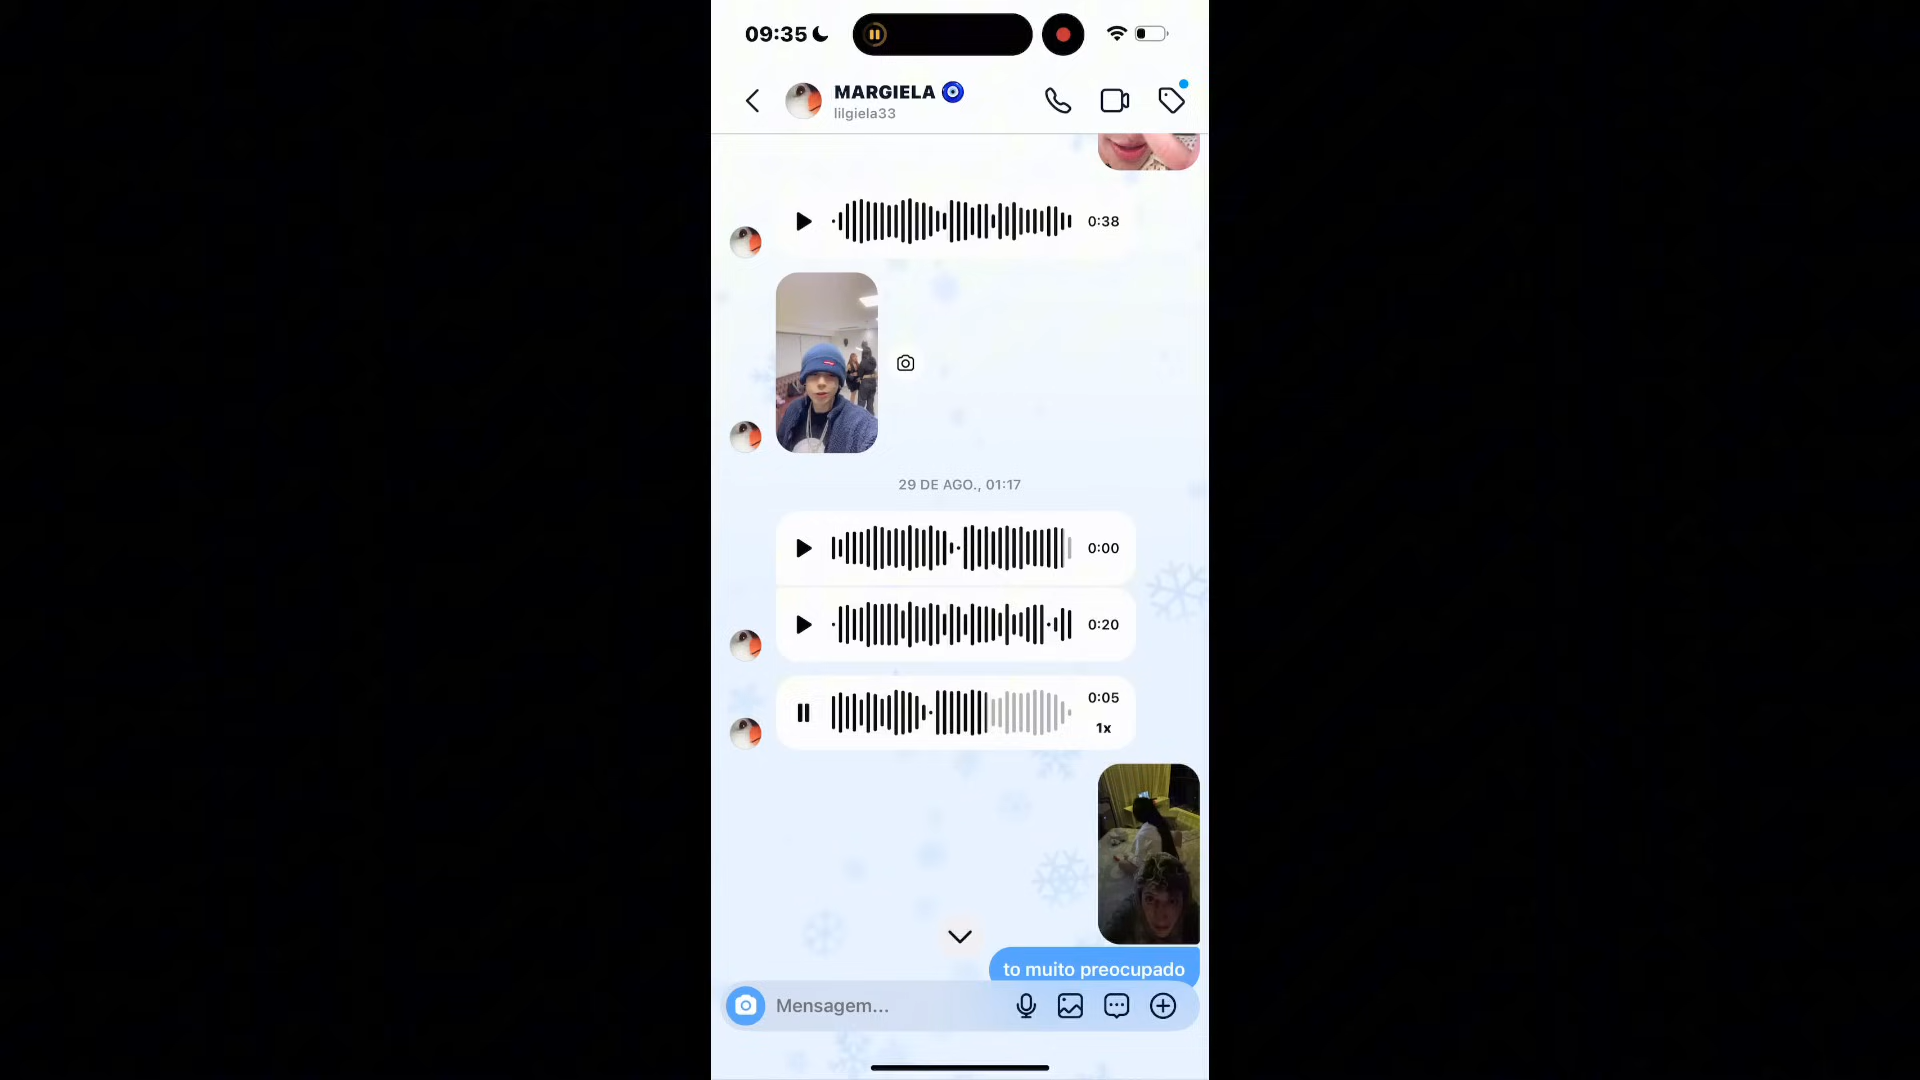 09:35
MARGIELA
lilgiela33
0:38
29 DE AGO., 01:17
0:00
0:20
0:05
1x
to muito preocupado
Mensagem...